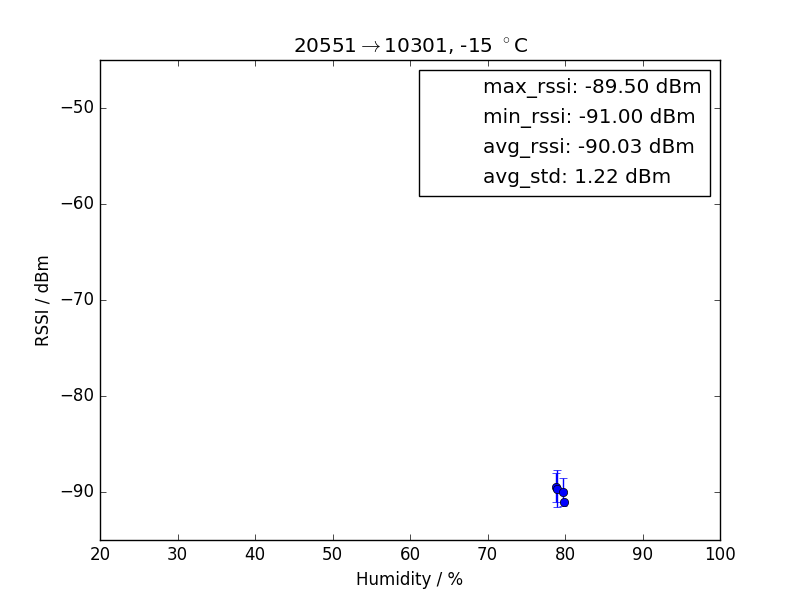 20551→10301, -15 °C
max_rssi: -89.50 dBm
min_rssi: -91.00 dBm
avg_rssi: -90.03 dBm
avg_std: 1.22 dBm
−50
−60
−70
−80
−90
RSSI / dBm
20 30 40 50 60 70 80 90 100
Humidity / %